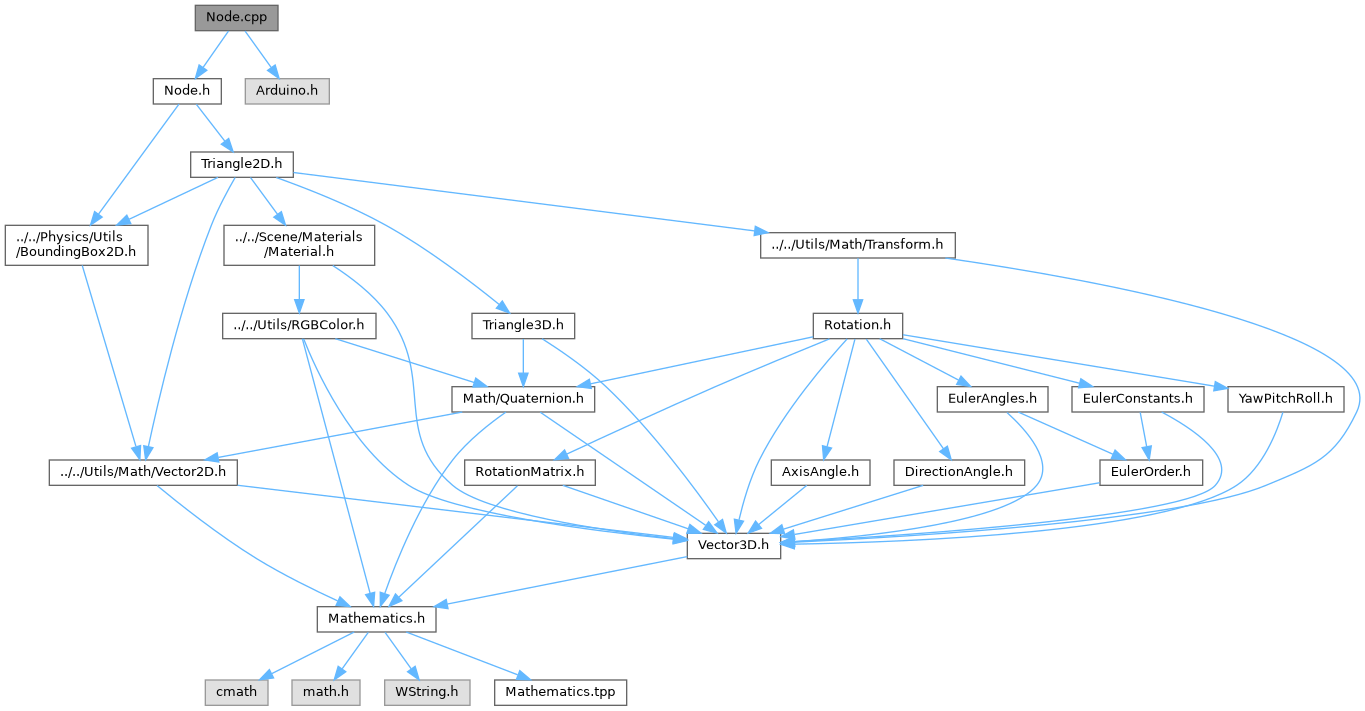 Node.cpp
Node.h
Arduino.h
Triangle2D.h
../../Physics/Utils
/BoundingBox2D.h
../../Scene/Materials
/Material.h
../../Utils/Math/Transform.h
../../Utils/RGBColor.h
Triangle3D.h
Rotation.h
Math/Quaternion.h
EulerAngles.h
EulerConstants.h
YawPitchRoll.h
../../Utils/Math/Vector2D.h
RotationMatrix.h
AxisAngle.h
DirectionAngle.h
EulerOrder.h
Vector3D.h
Mathematics.h
cmath
math.h
WString.h
Mathematics.tpp